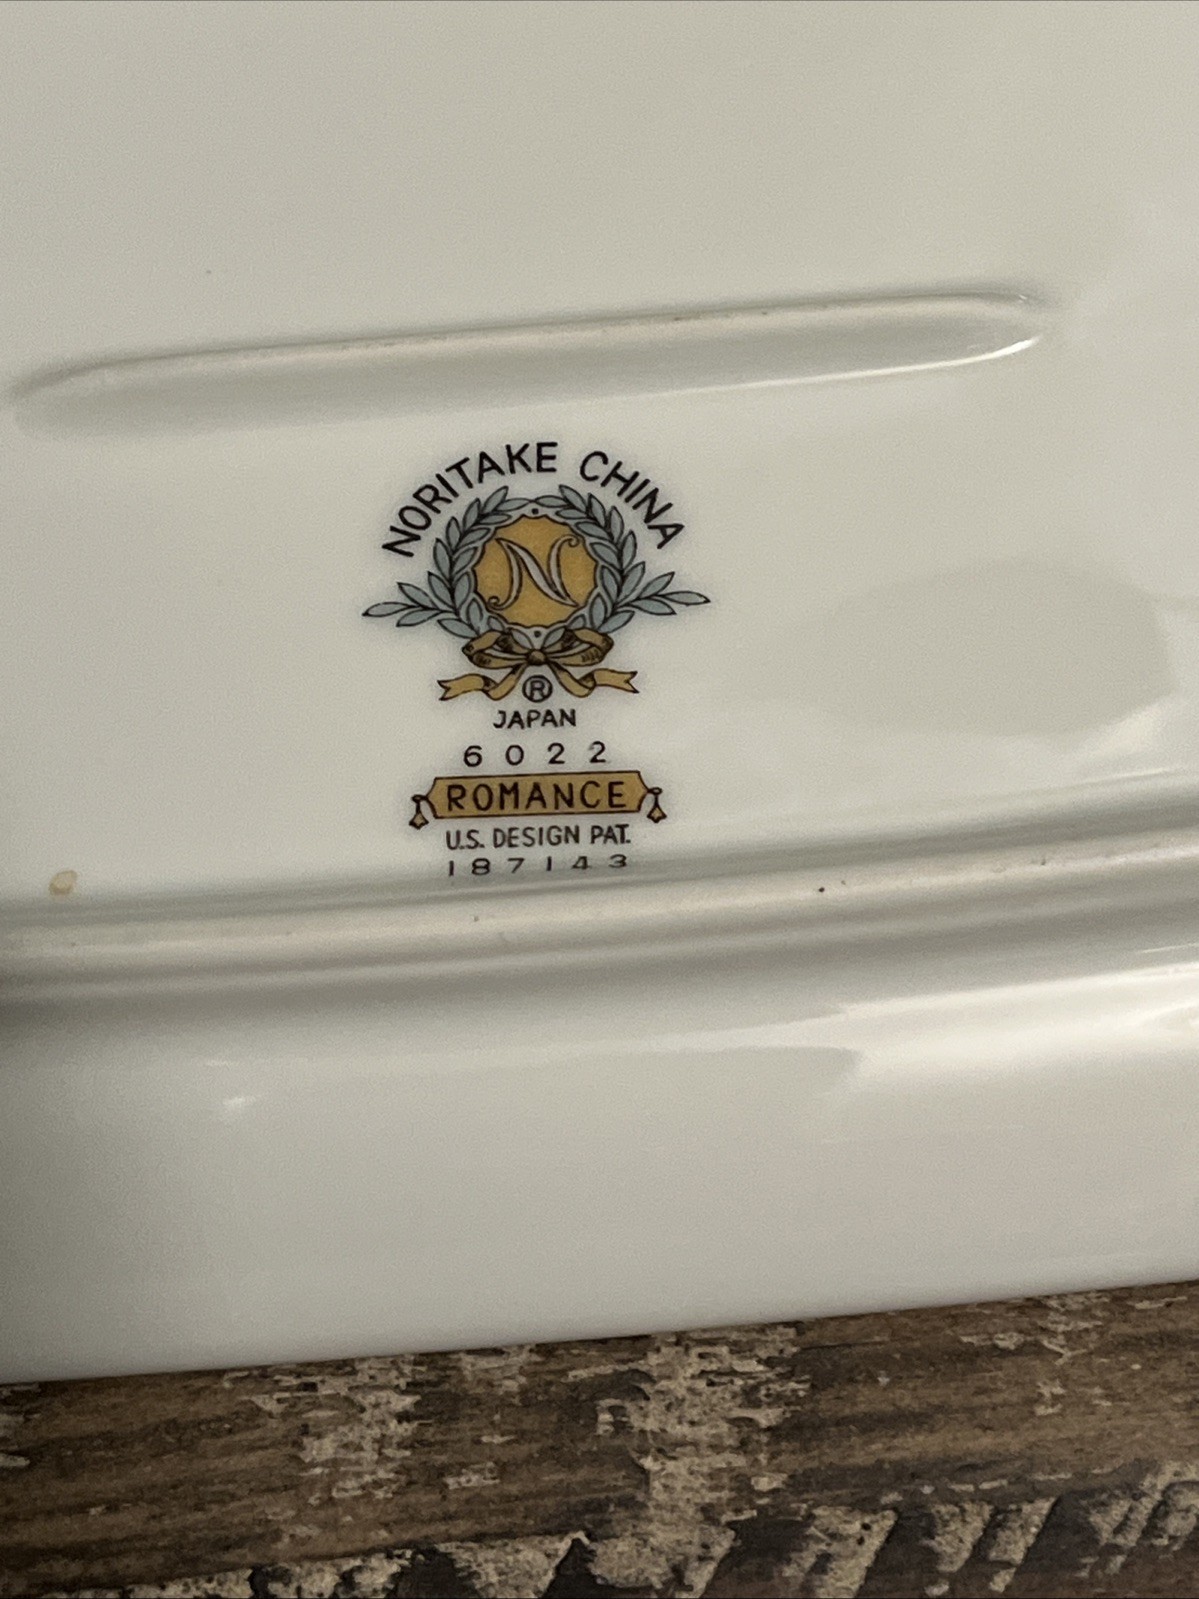 NORITAKE CHINA
N
®
JAPAN
6022
ROMANCE
U.S. DESIGN PAT.
187143